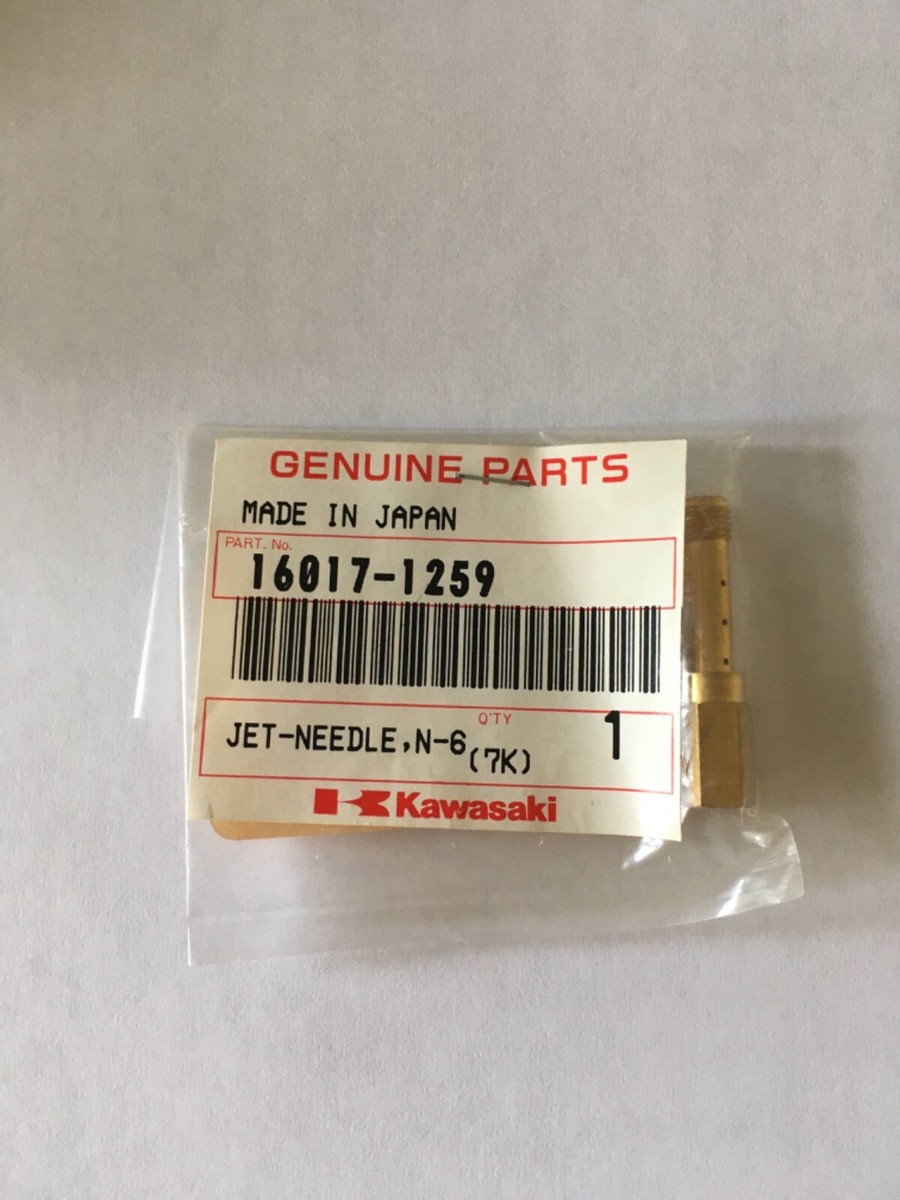 GENUINE PARTS
MADE IN JAPAN
PART. No.
16017-1259
Q'TY
JET-NEEDLE,N-6(7K) 1
Kawasaki